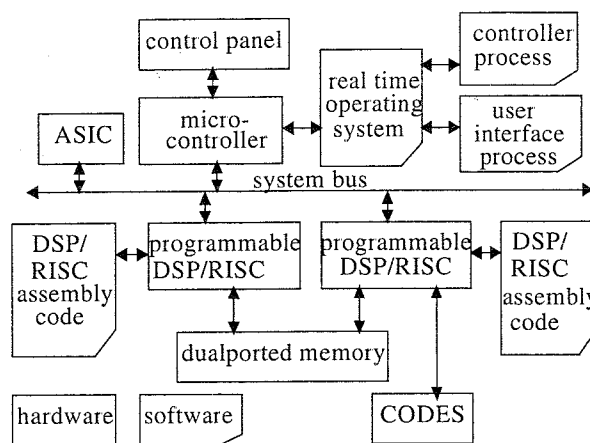 control panel
controller
process
real time
operating
system
micro-
controller
user
interface
process
ASIC
system bus
DSP/
RISC
assembly
code
programmable
DSP/RISC
programmable
DSP/RISC
DSP/
RISC
assembly
code
dualported memory
hardware
software
CODES